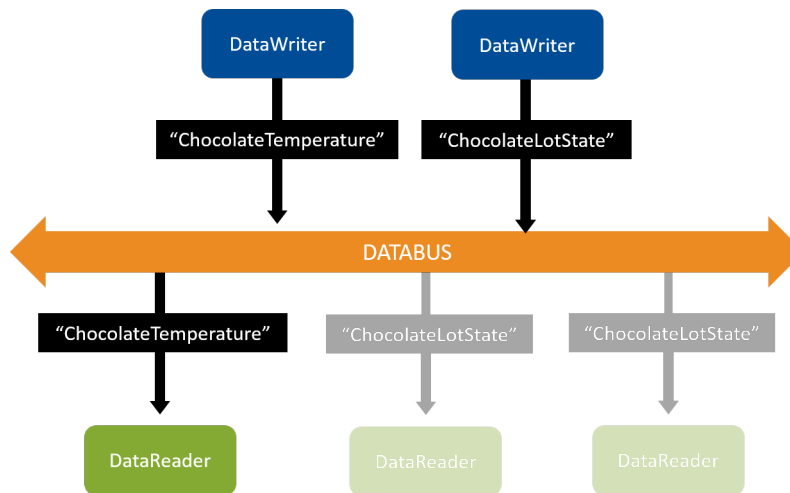 DataWriter
DataWriter
“ChocolateTemperature”
“ChocolateLotState”
DATABUS
“ChocolateTemperature”
“ChocolateLotState”
“ChocolateLotState”
DataReader
DataReader
DataReader